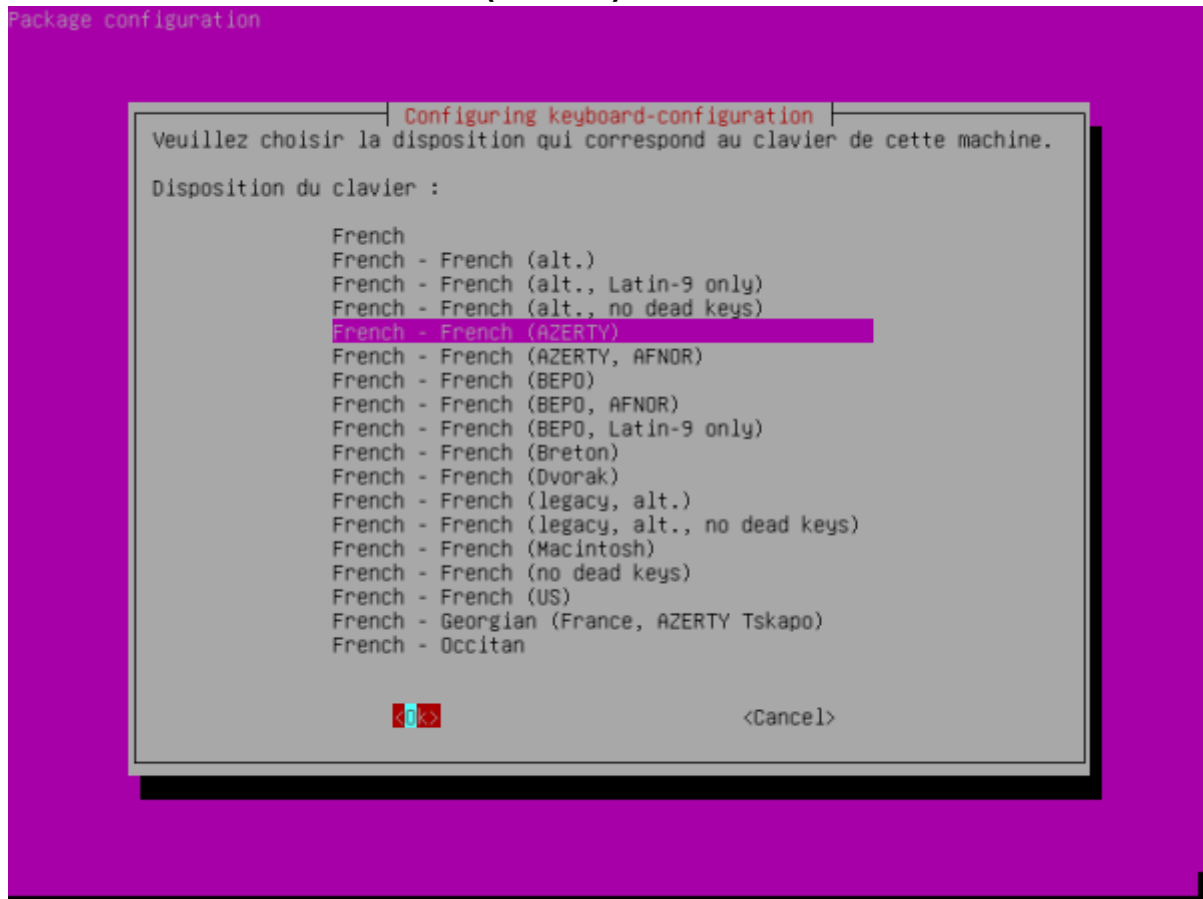 Package configuration
Configuring keyboard-configuration
Veuillez choisir la disposition qui correspond au clavier de cette machine.
Disposition du clavier :
French
French - French (alt.)
French - French (alt., Latin-9 only)
French - French (alt., no dead keys)
French - French (AZERTY)
French - French (AZERTY, AFNOR)
French - French (BEPO)
French - French (BEPO, AFNOR)
French - French (BEPO, Latin-9 only)
French - French (Breton)
French - French (Dvorak)
French - French (legacy, alt.)
French - French (legacy, alt., no dead keys)
French - French (Macintosh)
French - French (no dead keys)
French - French (US)
French - Georgian (France, AZERTY Tskapo)
French - Occitan
<Ok> <Cancel>